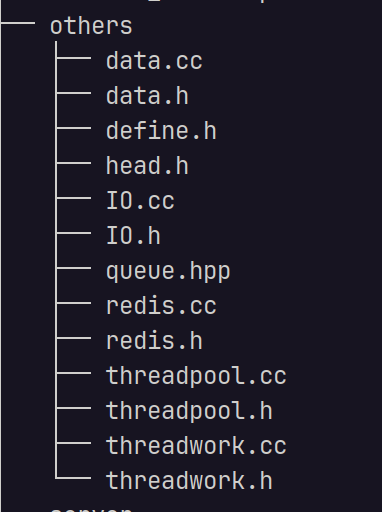 others
data.cc
data.h
define.h
head.h
IO.cc
IO.h
queue.hpp
redis.cc
redis.h
threadpool.cc
threadpool.h
threadwork.cc
threadwork.h